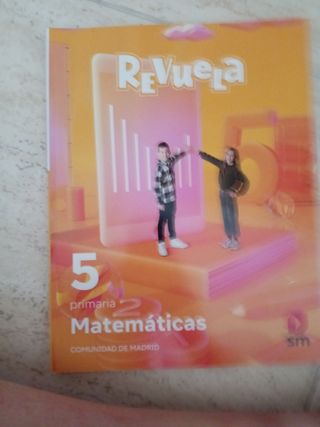 REVueLa
5
primaria
Matemáticas
COMUNIDAD DE MADRID
sm